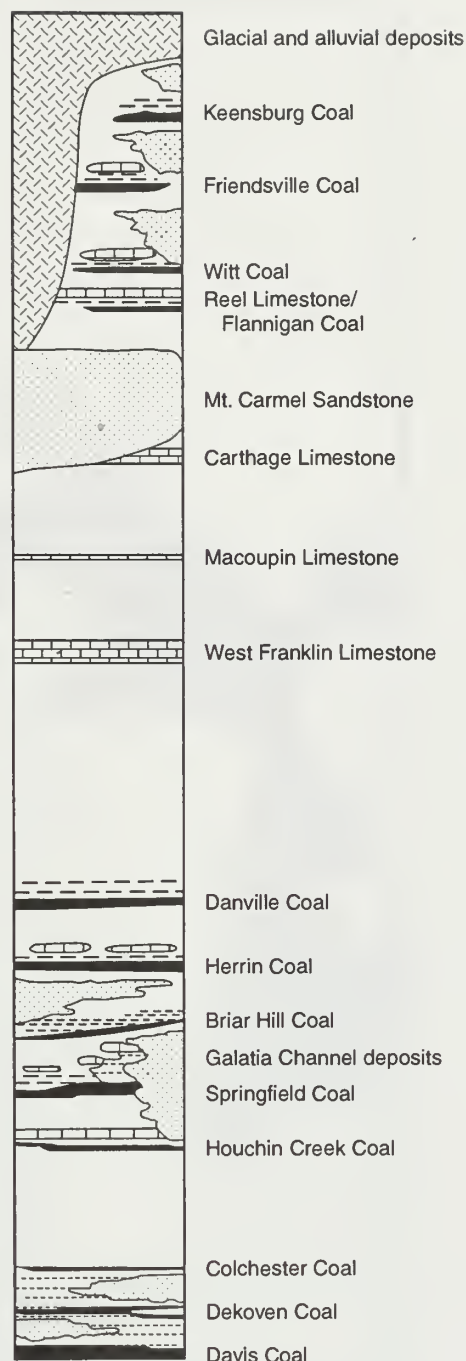 Glacial and alluvial deposits
Keensburg Coal
Friendsville Coal
Witt Coal
Reel Limestone/
Flannigan Coal
Mt. Carmel Sandstone
Carthage Limestone
Macoupin Limestone
West Franklin Limestone
Danville Coal
Herrin Coal
Briar Hill Coal
Galatia Channel deposits
Springfield Coal
Houchin Creek Coal
Colchester Coal
Dekoven Coal
Davis Coal